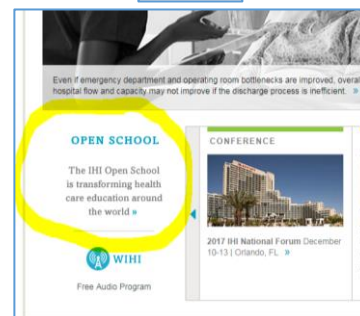 Even if emergency department and operating room bottlenecks are improved, overal
hospital flow and capacity may not improve if the discharge process is inefficient. »
OPEN SCHOOL
The IHI Open School
is transforming health
care education around
the world »
WIHI
Free Audio Program
CONFERENCE
2017 IHI National Forum December
10-13 | Orlando, FL »